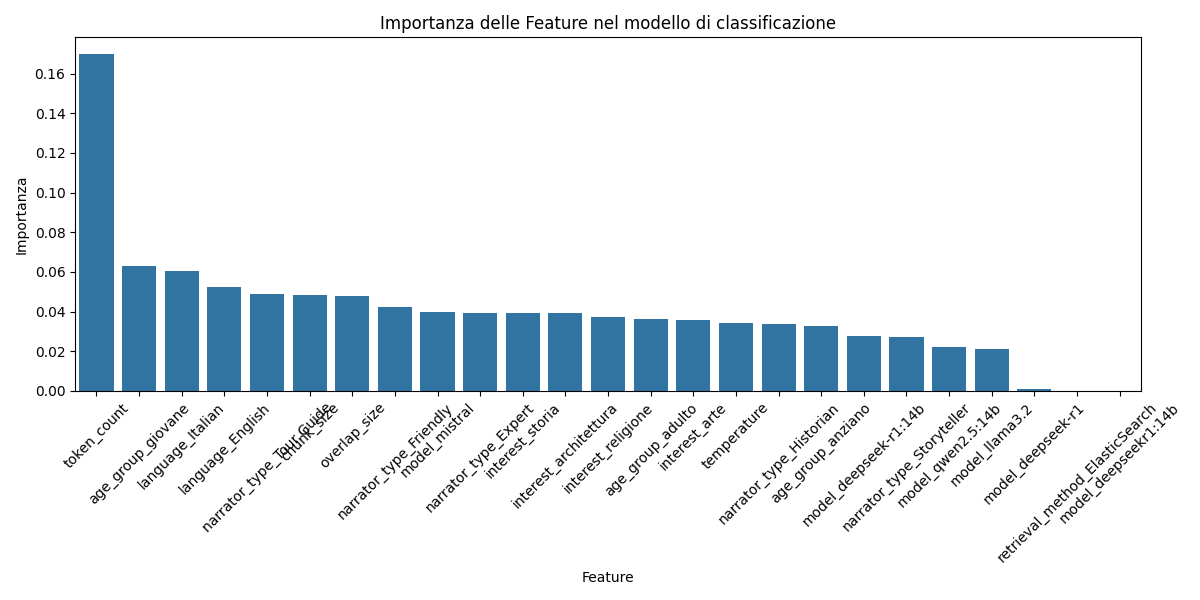 Importanza delle Feature nel modello di classificazione
Importanza
0.16
0.14
0.12
0.10
0.08
0.06
0.04
0.02
0.00
token_count
age_group_giovane
language_Italian
language_English
narrator_type_Tour Guide
chunk_size
overlap_size
narrator_type_Friendly
model_mistral
narrator_type_Expert
interest_storia
interest_architettura
interest_religione
age_group_adulto
interest_arte
temperature
narrator_type_Historian
age_group_anziano
model_deepseek-r1:14b
narrator_type_Storyteller
model_qwen2.5:14b
model_llama3.2
model_deepseek-r1
retrieval_method_ElasticSearch
model_deepseekr1:14b
Feature